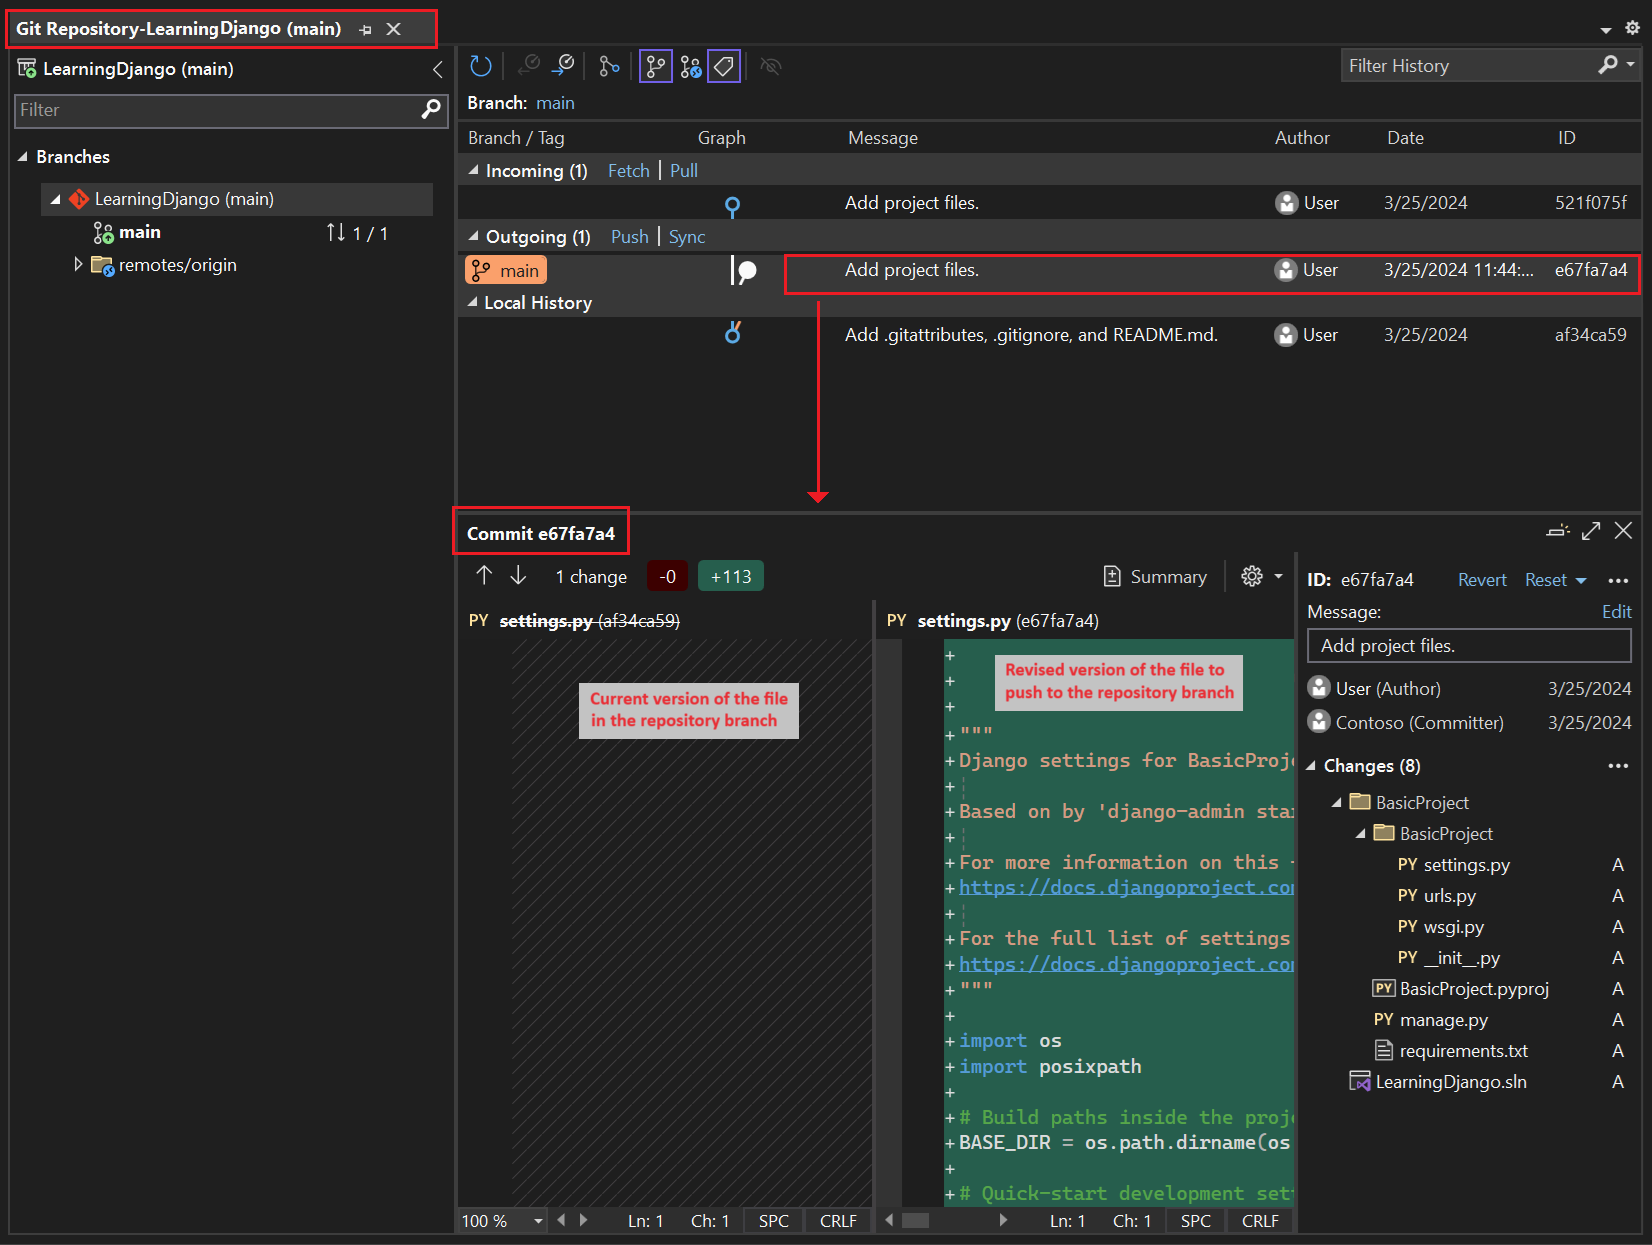 Git Repository-LearningDjango (main)
LearningDjango (main)
Filter
Branches
LearningDjango (main)
main 1 / 1
remotes/origin
Filter History
Branch: main
Branch / Tag Graph Message Author Date ID
Incoming (1) Fetch | Pull
Add project files. User 3/25/2024 521f075f
Outgoing (1) Push | Sync
main Add project files. User 3/25/2024 11:44:... e67fa7a4
Local History
Add .gitattributes, .gitignore, and README.md. User 3/25/2024 af34ca59
Commit e67fa7a4
1 change -0 +113 Summary
PY settings.py (af34ca59)
Current version of the file
in the repository branch
PY settings.py (e67fa7a4)
Revised version of the file to
push to the repository branch
+
+
+
+"""
+Django settings for BasicProje
+
+Based on by 'django-admin star
+
+For more information on this
+https://docs.djangoproject.com
+
+For the full list of settings
+https://docs.djangoproject.com
+"""
+
+import os
+import posixpath
+
+# Build paths inside the proje
+BASE_DIR = os.path.dirname(os
+
+# Quick-start development sett
100 % Ln: 1 Ch: 1 SPC CRLF
Ln: 1 Ch: 1 SPC CRLF
ID: e67fa7a4 Revert Reset ...
Message: Edit
Add project files.
User (Author) 3/25/2024
Contoso (Committer) 3/25/2024
Changes (8) ...
BasicProject
BasicProject
PY settings.py A
PY urls.py A
PY wsgi.py A
PY __init__.py A
PY BasicProject.pyproj A
PY manage.py A
requirements.txt A
LearningDjango.sln A